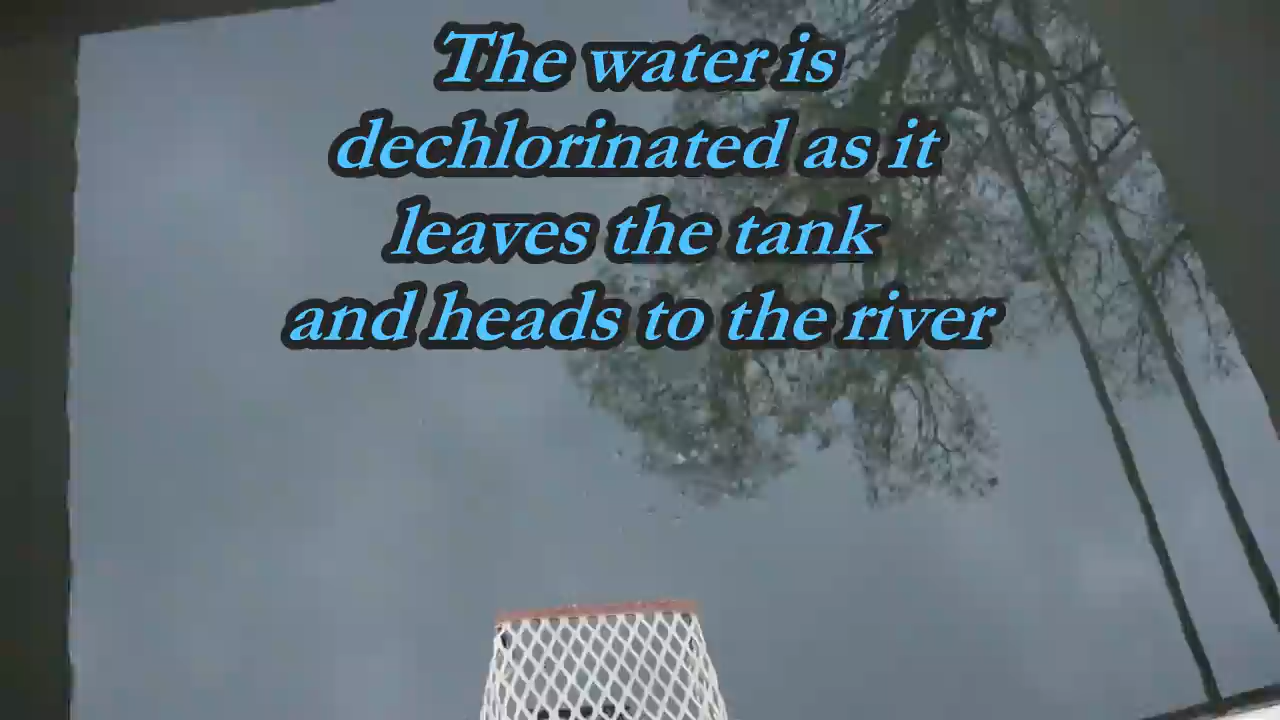 The water is
dechlorinated as it
leaves the tank
and heads to the river